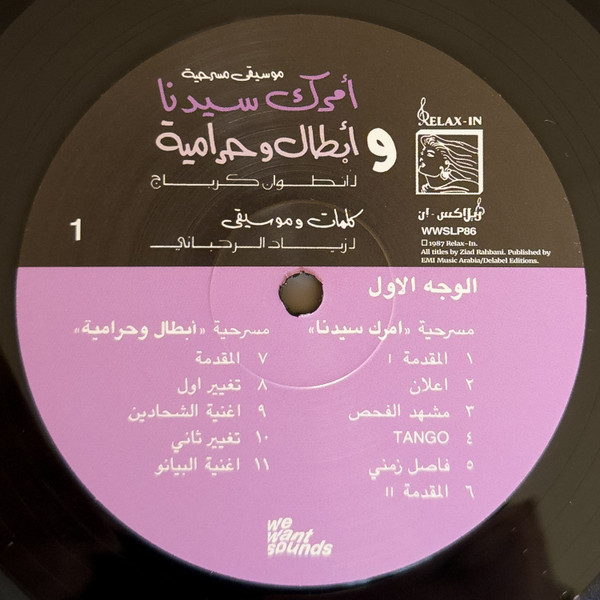 موسيقى مسرحية
أمرك سيدنا
و أبطال وحرامية
لأنطوان كرباج
كلمات وموسيقى
لزياد الرحباني
1
RELAX-IN
ريلاكس - ان
WWSLP86
1987 Relax-In.
All titles by Ziad Rahbani. Published by
EMI Music Arabia/Delabel Editions.
الوجه الاول
مسرحية «امرك سيدنا»
١ المقدمة I
٢ اعلان
٣ مشهد الفحص
٤ TANGO
٥ فاصل زمني
٦ المقدمة II
مسرحية «أبطال وحرامية»
٧ المقدمة
٨ تغيير اول
٩ اغنية الشحادين
١٠ تغيير ثاني
١١ اغنية البيانو
we
want
sounds